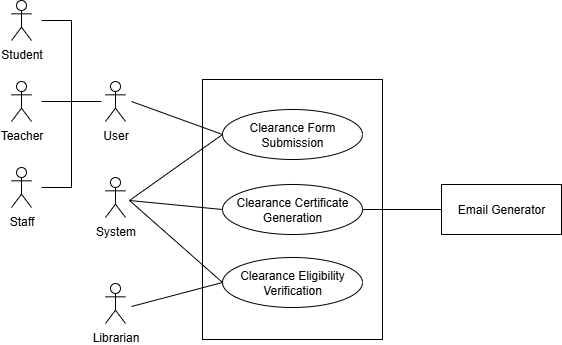 Student
Teacher
Staff
User
System
Librarian
Clearance Form
Submission
Clearance Certificate
Generation
Clearance Eligibility
Verification
Email Generator